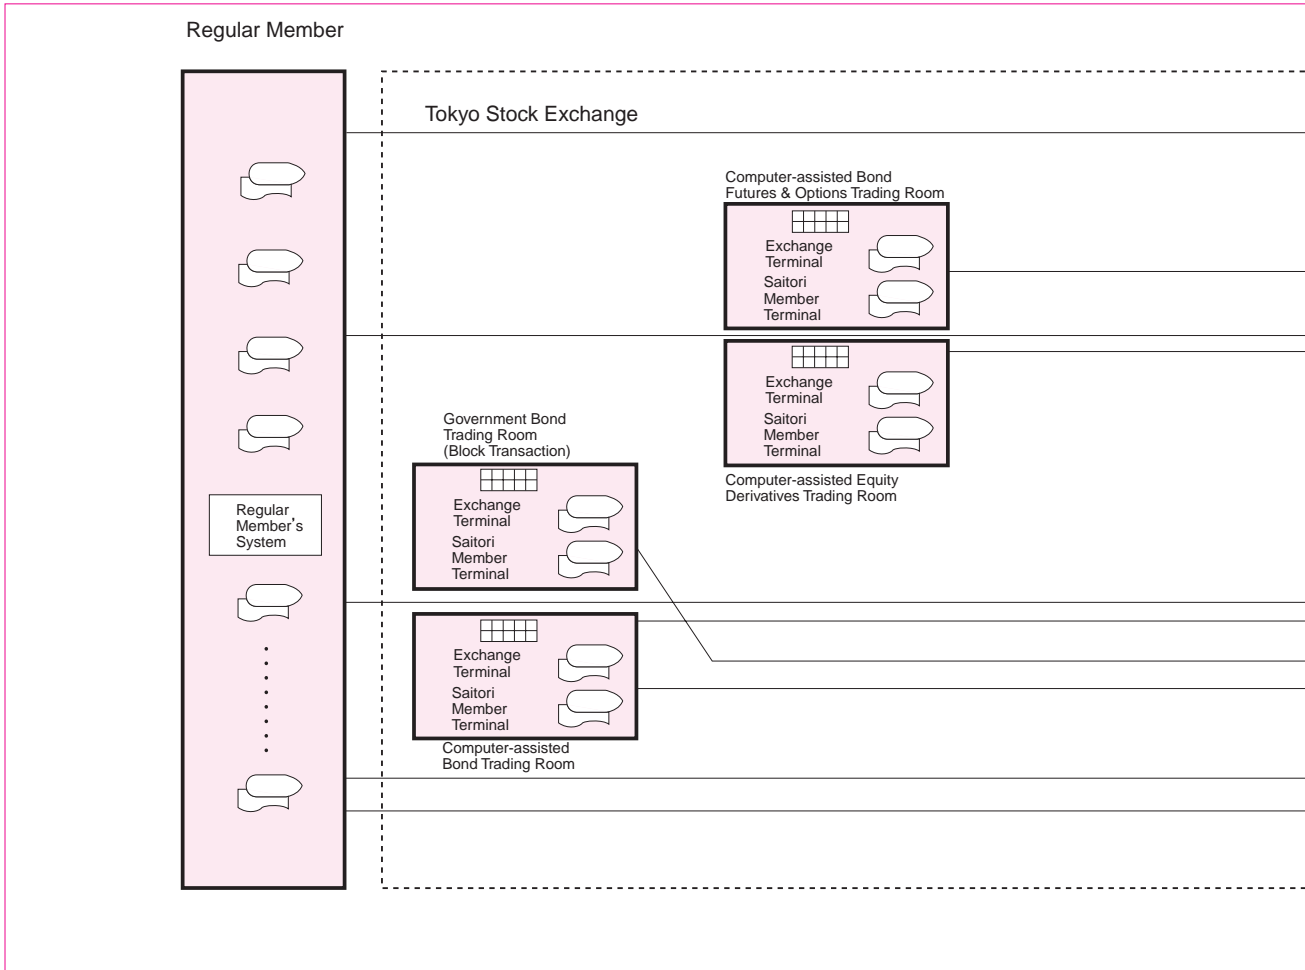 Regular Member
Tokyo Stock Exchange
Computer-assisted Bond
Futures & Options Trading Room
Exchange
Terminal
Saitori
Member
Terminal
Exchange
Terminal
Saitori
Member
Terminal
Computer-assisted Equity
Derivatives Trading Room
Government Bond
Trading Room
(Block Transaction)
Exchange
Terminal
Saitori
Member
Terminal
Regular
Member's
System
Exchange
Terminal
Saitori
Member
Terminal
Computer-assisted
Bond Trading Room